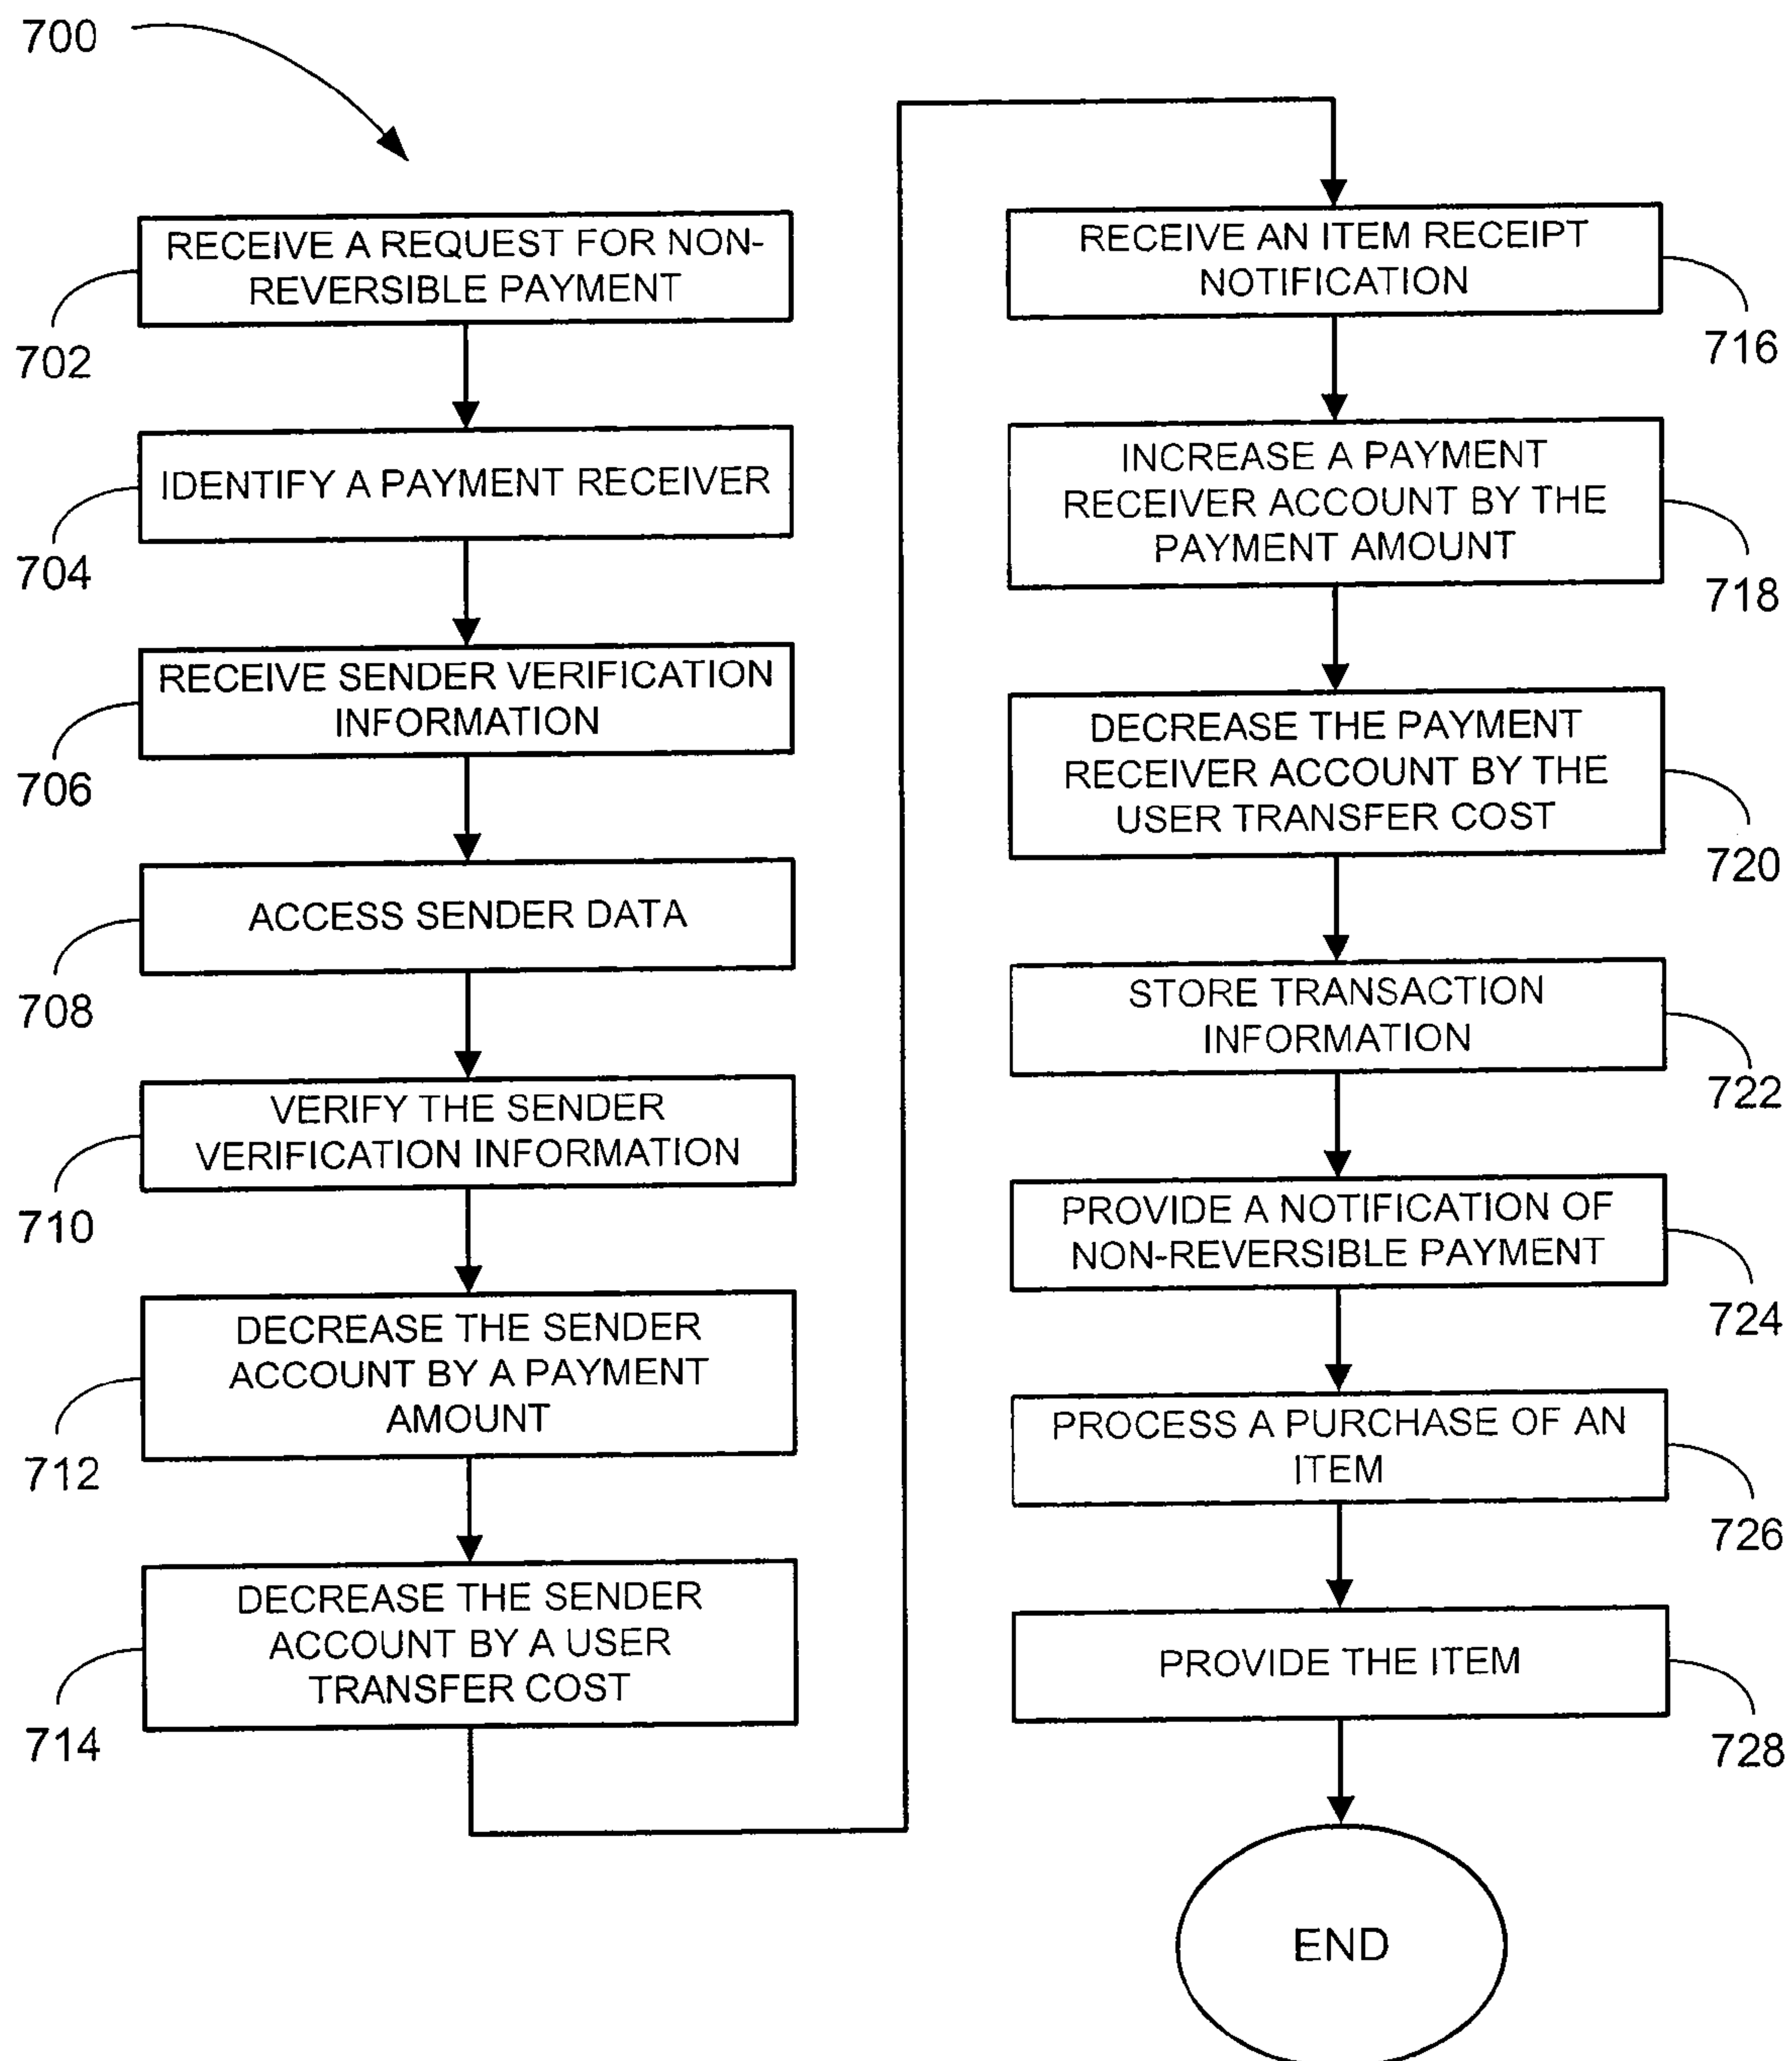 700
RECEIVE A REQUEST FOR NON-
REVERSIBLE PAYMENT
702
IDENTIFY A PAYMENT RECEIVER
704
RECEIVE SENDER VERIFICATION
INFORMATION
706
ACCESS SENDER DATA
708
VERIFY THE SENDER
VERIFICATION INFORMATION
710
DECREASE THE SENDER
ACCOUNT BY A PAYMENT
AMOUNT
712
DECREASE THE SENDER
ACCOUNT BY A USER
TRANSFER COST
714
RECEIVE AN ITEM RECEIPT
NOTIFICATION
716
INCREASE A PAYMENT
RECEIVER ACCOUNT BY THE
PAYMENT AMOUNT
718
DECREASE THE PAYMENT
RECEIVER ACCOUNT BY THE
USER TRANSFER COST
720
STORE TRANSACTION
INFORMATION
722
PROVIDE A NOTIFICATION OF
NON-REVERSIBLE PAYMENT
724
PROCESS A PURCHASE OF AN
ITEM
726
PROVIDE THE ITEM
728
END